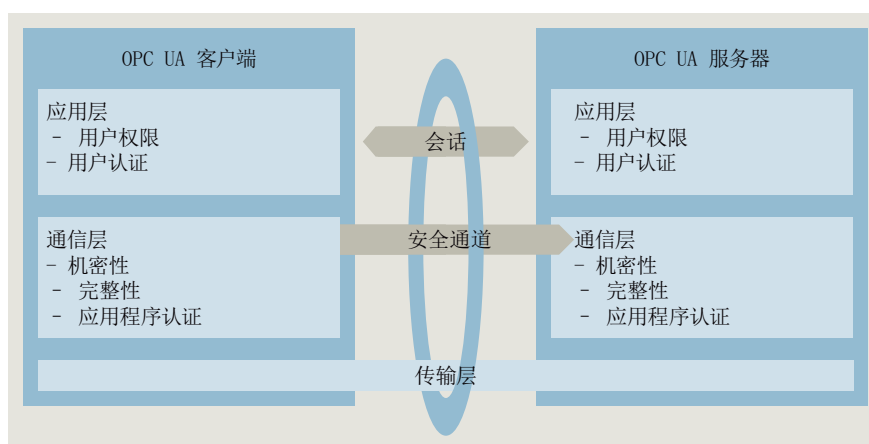 OPC UA 客户端
应用层
- 用户权限
- 用户认证
通信层
- 机密性
- 完整性
- 应用程序认证
会话
安全通道
传输层
OPC UA 服务器
应用层
- 用户权限
- 用户认证
通信层
- 机密性
- 完整性
- 应用程序认证